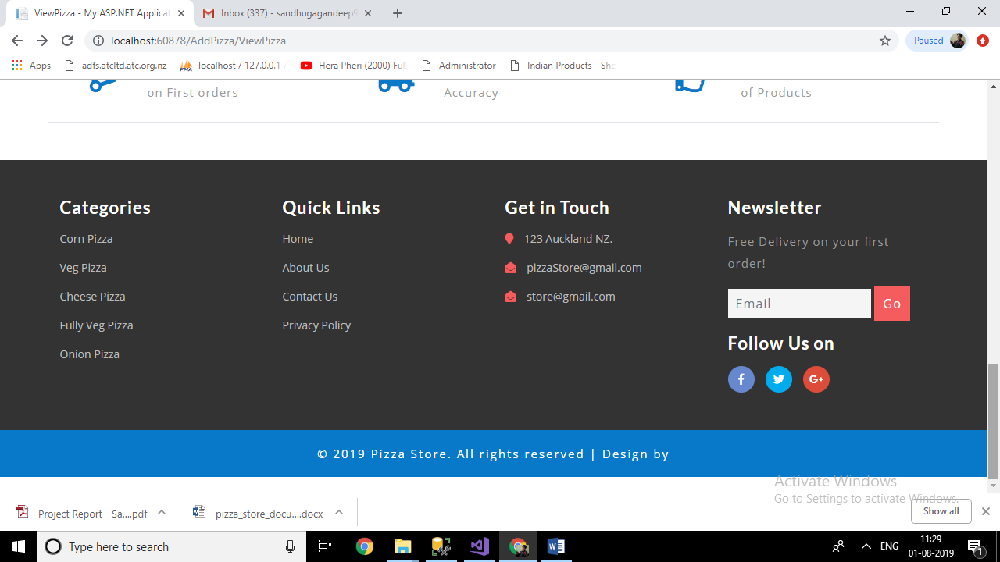 ViewPizza - My ASP.NET Applicat
Inbox (337) - sandhugagandeep9
localhost:60878/AddPizza/ViewPizza
Paused
Apps
adfs.atcltd.atc.org.nz
localhost / 127.0.0.1 /
Hera Pheri (2000) Full
Administrator
Indian Products - Sho
on First orders
Accuracy
of Products
Categories
Corn Pizza
Veg Pizza
Cheese Pizza
Fully Veg Pizza
Onion Pizza
Quick Links
Home
About Us
Contact Us
Privacy Policy
Get in Touch
123 Auckland NZ.
pizzaStore@gmail.com
store@gmail.com
Newsletter
Free Delivery on your first
order!
Email
Go
Follow Us on
© 2019 Pizza Store. All rights reserved | Design by
Activate Windows
Go to Settings to activate Windows.
Project Report - Sa....pdf
pizza_store_docu....docx
Show all
Type here to search
ENG
11:29
01-08-2019
1